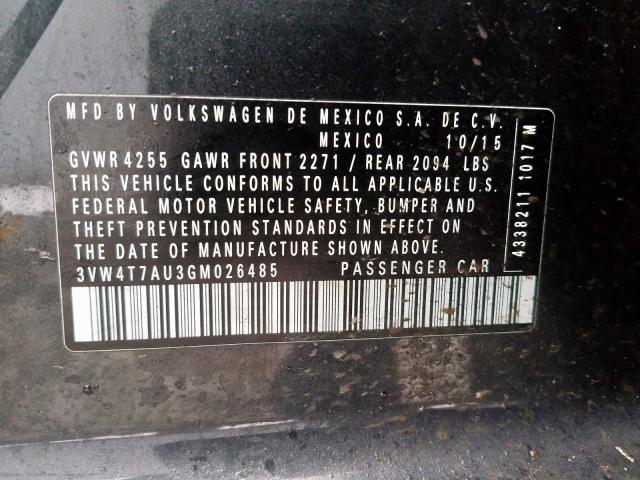 MFD BY VOLKSWAGEN DE MEXICO S.A. DE C.V.
MEXICO 10/15
GVWR 4255 GAWR FRONT 2271 / REAR 2094 LBS
THIS VEHICLE CONFORMS TO ALL APPLICABLE U.S.
FEDERAL MOTOR VEHICLE SAFETY, BUMPER AND
THEFT PREVENTION STANDARDS IN EFFECT ON
THE DATE OF MANUFACTURE SHOWN ABOVE.
3VW4T7AU3GM026485 PASSENGER CAR
4338211 1017 M